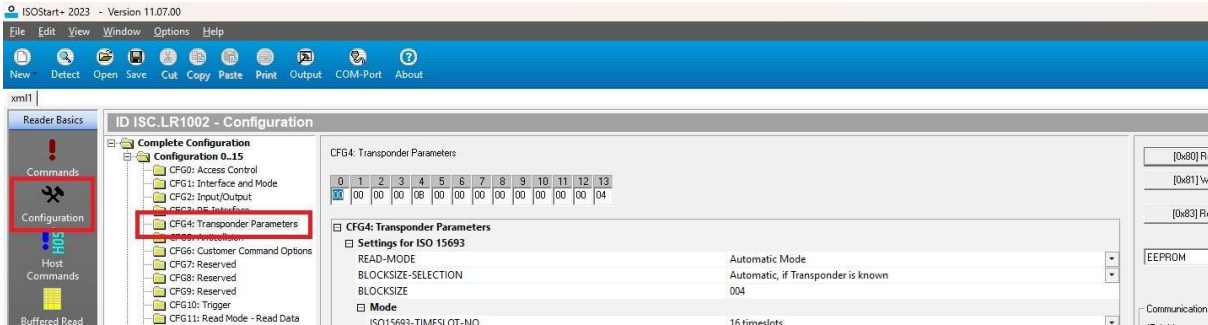 ISOStart+ 2023 - Version 11.07.00
File Edit View Window Options Help
New Detect Open Save Cut Copy Paste Print Output COM-Port About
xml1
Reader Basics
Commands
Configuration
Host
Commands
Buffered Read
ID ISC.LR1002 - Configuration
Complete Configuration
Configuration 0..15
CFG0: Access Control
CFG1: Interface and Mode
CFG2: Input/Output
CFG4: Transponder Parameters
CFG6: Customer Command Options
CFG7: Reserved
CFG8: Reserved
CFG9: Reserved
CFG10: Trigger
CFG11: Read Mode - Read Data
CFG4: Transponder Parameters
0 1 2 3 4 5 6 7 8 9 10 11 12 13
00 00 00 00 0B 00 00 00 00 00 00 00 00 04
CFG4: Transponder Parameters
Settings for ISO 15693
READ-MODE Automatic Mode
BLOCKSIZE-SELECTION Automatic, if Transponder is known
BLOCKSIZE 004
Mode
ISO15693-TIMESLOT-NO 16 timeslots
[0x80] R
[0x81] W
[0x83] Re
EEPROM
Communication